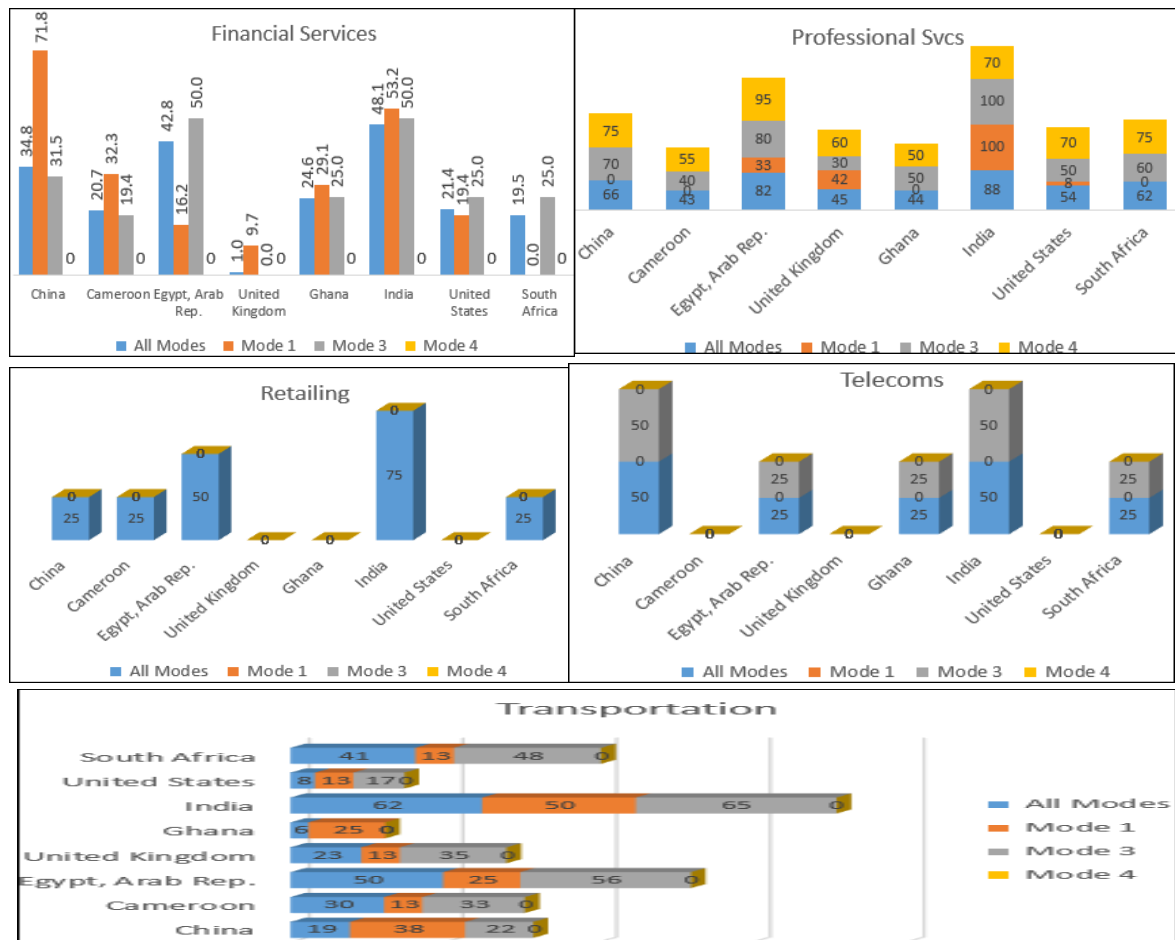 Financial Services
34.8 71.8 31.5 0 20.7 32.3 19.4 0 42.8 16.2 50.0 0 1.0 9.7 0.0 0 24.6 29.1 25.0 0 48.1 53.2 50.0 0 21.4 19.4 25.0 0 19.5 0.0 25.0 0
China Cameroon Egypt, Arab Rep. United Kingdom Ghana India United States South Africa
All Modes Mode 1 Mode 3 Mode 4
Professional Svcs
75 55 95 60 50 70 70 75
70 40 80 30 50 100 50 60
0 0 33 42 0 100 8 0
66 43 82 45 44 88 54 62
China Cameroon Egypt, Arab Rep. United Kingdom Ghana India United States South Africa
All Modes Mode 1 Mode 3 Mode 4
Retailing
0 0 0 0 0 0 0 0
25 25 50 75 25
China Cameroon Egypt, Arab Rep. United Kingdom Ghana India United States South Africa
All Modes Mode 1 Mode 3 Mode 4
Telecoms
0 0 0 0 0 0 0 0
50 25 25 50 25
0 0 0 0 0
50 25 25 50 25
China Cameroon Egypt, Arab Rep. United Kingdom Ghana India United States South Africa
All Modes Mode 1 Mode 3 Mode 4
Transportation
South Africa 41 13 48 0
United States 8 13 17 0
India 62 50 65 0
Ghana 6 25 0
United Kingdom 23 13 35 0
Egypt, Arab Rep. 50 25 56 0
Cameroon 30 13 33 0
China 19 38 22 0
All Modes
Mode 1
Mode 3
Mode 4